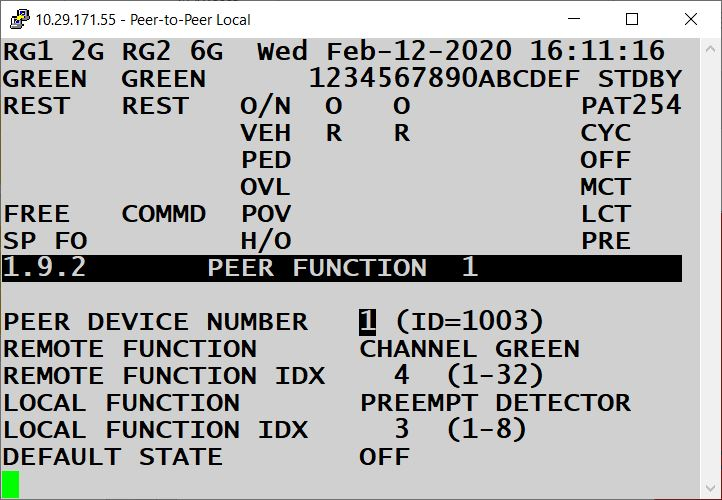 10.29.171.55 - Peer-to-Peer Local
RG1 2G RG2 6G Wed Feb-12-2020 16:11:16
GREEN GREEN 1234567890ABCDEF STDBY
REST REST O/N O O PAT254
VEH R R CYC
PED OFF
OVL MCT
FREE COMMD POV LCT
SP FO H/O PRE
1.9.2 PEER FUNCTION 1
PEER DEVICE NUMBER 1 (ID=1003)
REMOTE FUNCTION CHANNEL GREEN
REMOTE FUNCTION IDX 4 (1-32)
LOCAL FUNCTION PREEMPT DETECTOR
LOCAL FUNCTION IDX 3 (1-8)
DEFAULT STATE OFF